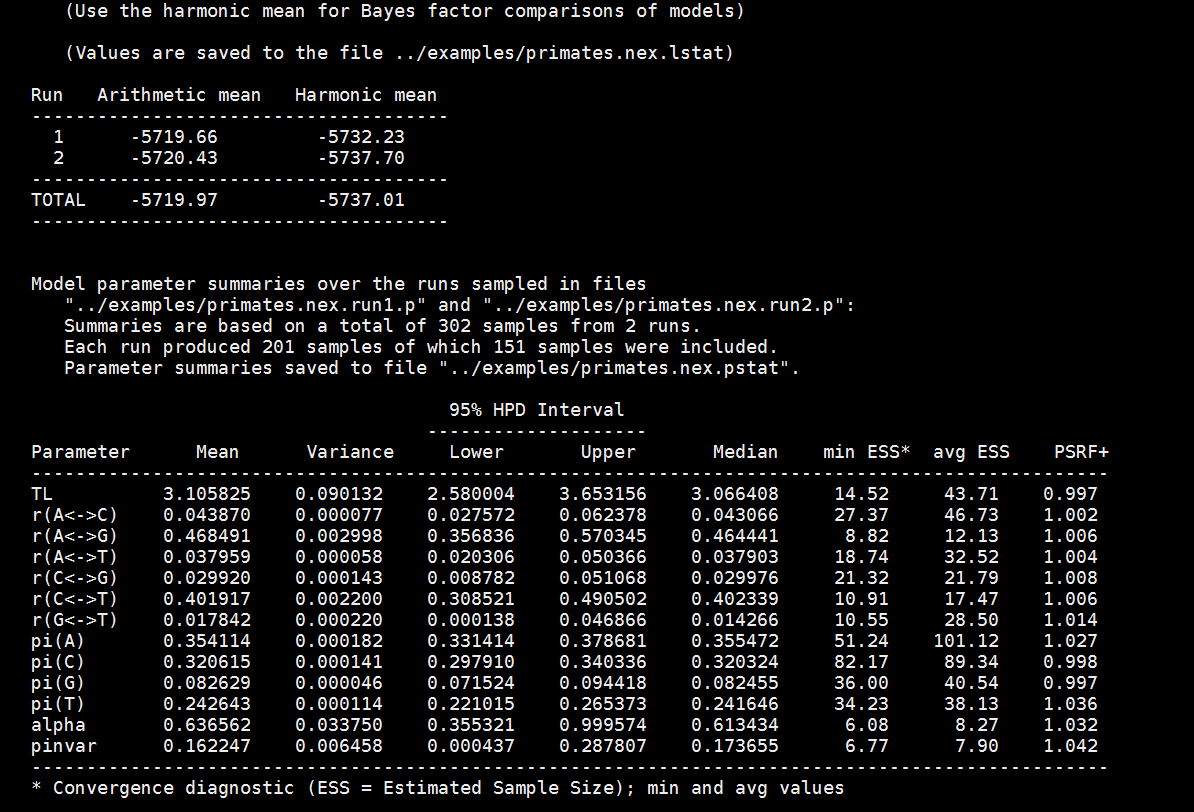 (Use the harmonic mean for Bayes factor comparisons of models)
(Values are saved to the file ../examples/primates.nex.lstat)
Run   Arithmetic mean   Harmonic mean
--------------------------------------
  1      -5719.66         -5732.23
  2      -5720.43         -5737.70
--------------------------------------
TOTAL    -5719.97         -5737.01
--------------------------------------
Model parameter summaries over the runs sampled in files
"../examples/primates.nex.run1.p" and "../examples/primates.nex.run2.p":
Summaries are based on a total of 302 samples from 2 runs.
Each run produced 201 samples of which 151 samples were included.
Parameter summaries saved to file "../examples/primates.nex.pstat".
95% HPD Interval
--------------------
Parameter      Mean      Variance     Lower       Upper       Median    min ESS*  avg ESS    PSRF+
--------------------------------------------------------------------------------------------------
TL          3.105825    0.090132    2.580004    3.653156    3.066408    14.52     43.71    0.997
r(A<->C)    0.043870    0.000077    0.027572    0.062378    0.043066    27.37     46.73    1.002
r(A<->G)    0.468491    0.002998    0.356836    0.570345    0.464441     8.82     12.13    1.006
r(A<->T)    0.037959    0.000058    0.020306    0.050366    0.037903    18.74     32.52    1.004
r(C<->G)    0.029920    0.000143    0.008782    0.051068    0.029976    21.32     21.79    1.008
r(C<->T)    0.401917    0.002200    0.308521    0.490502    0.402339    10.91     17.47    1.006
r(G<->T)    0.017842    0.000220    0.000138    0.046866    0.014266    10.55     28.50    1.014
pi(A)       0.354114    0.000182    0.331414    0.378681    0.355472    51.24    101.12    1.027
pi(C)       0.320615    0.000141    0.297910    0.340336    0.320324    82.17     89.34    0.998
pi(G)       0.082629    0.000046    0.071524    0.094418    0.082455    36.00     40.54    0.997
pi(T)       0.242643    0.000114    0.221015    0.265373    0.241646    34.23     38.13    1.036
alpha       0.636562    0.033750    0.355321    0.999574    0.613434     6.08      8.27    1.032
pinvar      0.162247    0.006458    0.000437    0.287807    0.173655     6.77      7.90    1.042
--------------------------------------------------------------------------------------------------
* Convergence diagnostic (ESS = Estimated Sample Size); min and avg values